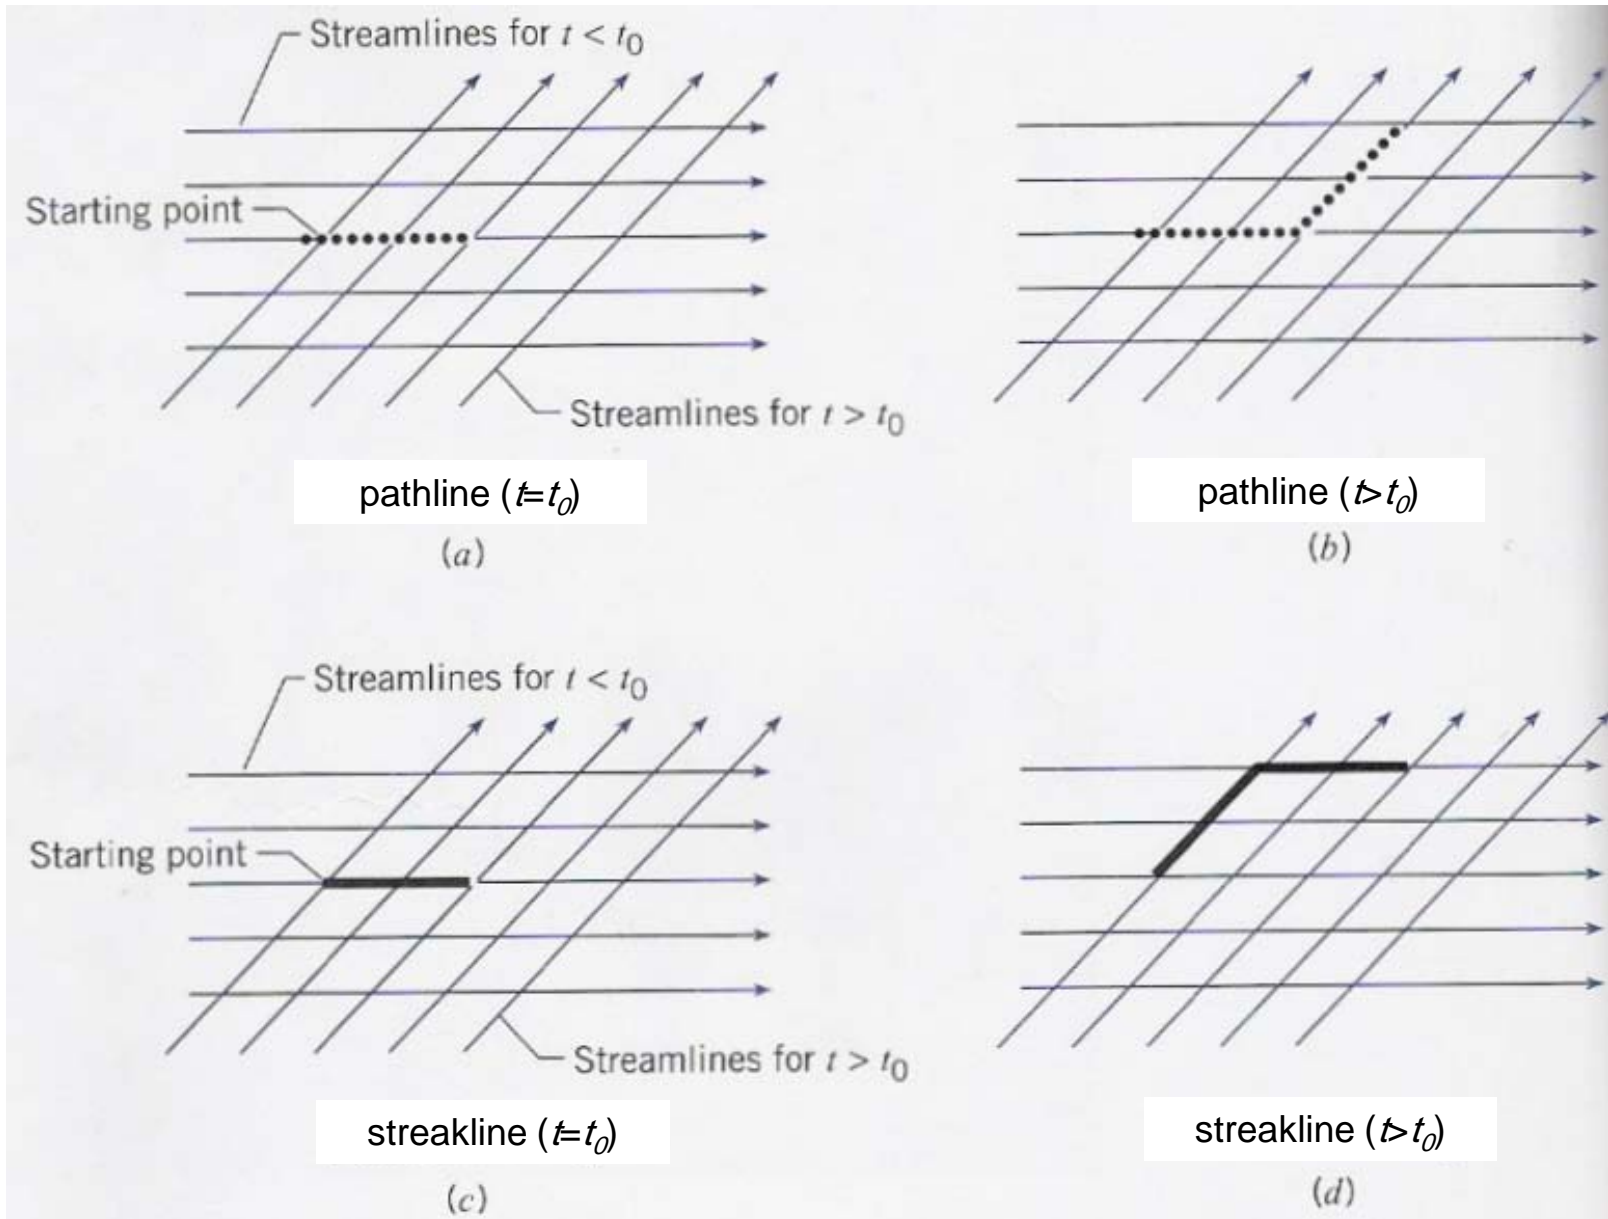 Streamlines for t < t0
Starting point
Streamlines for t > t0
pathline (t=t0)
pathline (t>t0)
(a)
(b)
Streamlines for t < t0
Starting point
Streamlines for t > t0
streakline (t=t0)
streakline (t>t0)
(c)
(d)